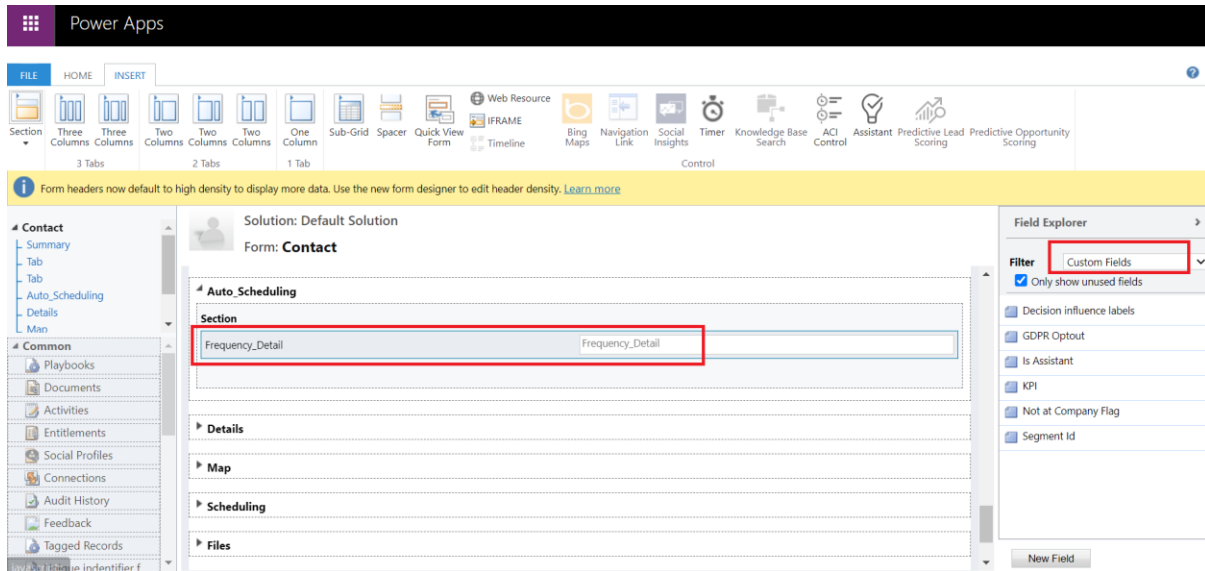 Power Apps
FILE HOME INSERT
Section
Three Columns
Three Columns
3 Tabs
Two Columns
Two Columns
Two Columns
2 Tabs
One Column
1 Tab
Sub-Grid
Spacer
Quick View Form
Web Resource
IFRAME
Timeline
Bing Maps
Navigation Link
Social Insights
Timer
Knowledge Base Search
ACI Control
Assistant
Predictive Lead Scoring
Predictive Opportunity Scoring
Control
Form headers now default to high density to display more data. Use the new form designer to edit header density. Learn more
Contact
Summary
Tab
Tab
Auto_Scheduling
Details
Map
Common
Playbooks
Documents
Activities
Entitlements
Social Profiles
Connections
Audit History
Feedback
Tagged Records
indentifier f
Solution: Default Solution
Form: Contact
Auto_Scheduling
Section
Frequency_Detail Frequency_Detail
Details
Map
Scheduling
Files
Field Explorer
Filter Custom Fields
Only show unused fields
Decision influence labels
GDPR Optout
Is Assistant
KPI
Not at Company Flag
Segment Id
New Field